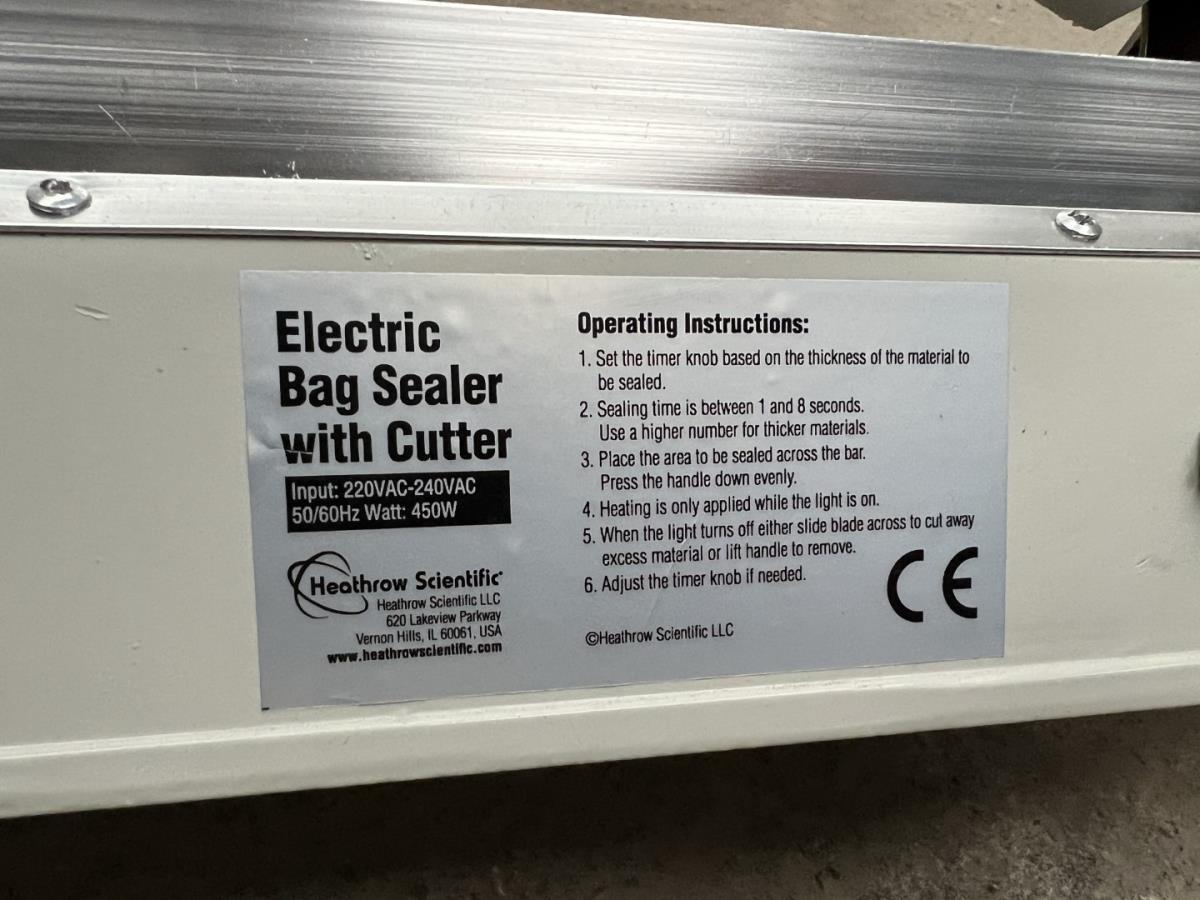 Electric
Bag Sealer
with Cutter
Input: 220VAC-240VAC
50/60Hz Watt: 450W
Heathrow Scientific®
Heathrow Scientific LLC
620 Lakeview Parkway
Vernon Hills, IL 60061, USA
www.heathrowscientific.com
Operating Instructions:
1. Set the timer knob based on the thickness of the material to
be sealed.
2. Sealing time is between 1 and 8 seconds.
Use a higher number for thicker materials.
3. Place the area to be sealed across the bar.
Press the handle down evenly.
4. Heating is only applied while the light is on.
5. When the light turns off either slide blade across to cut away
excess material or lift handle to remove.
6. Adjust the timer knob if needed.
CE
©Heathrow Scientific LLC